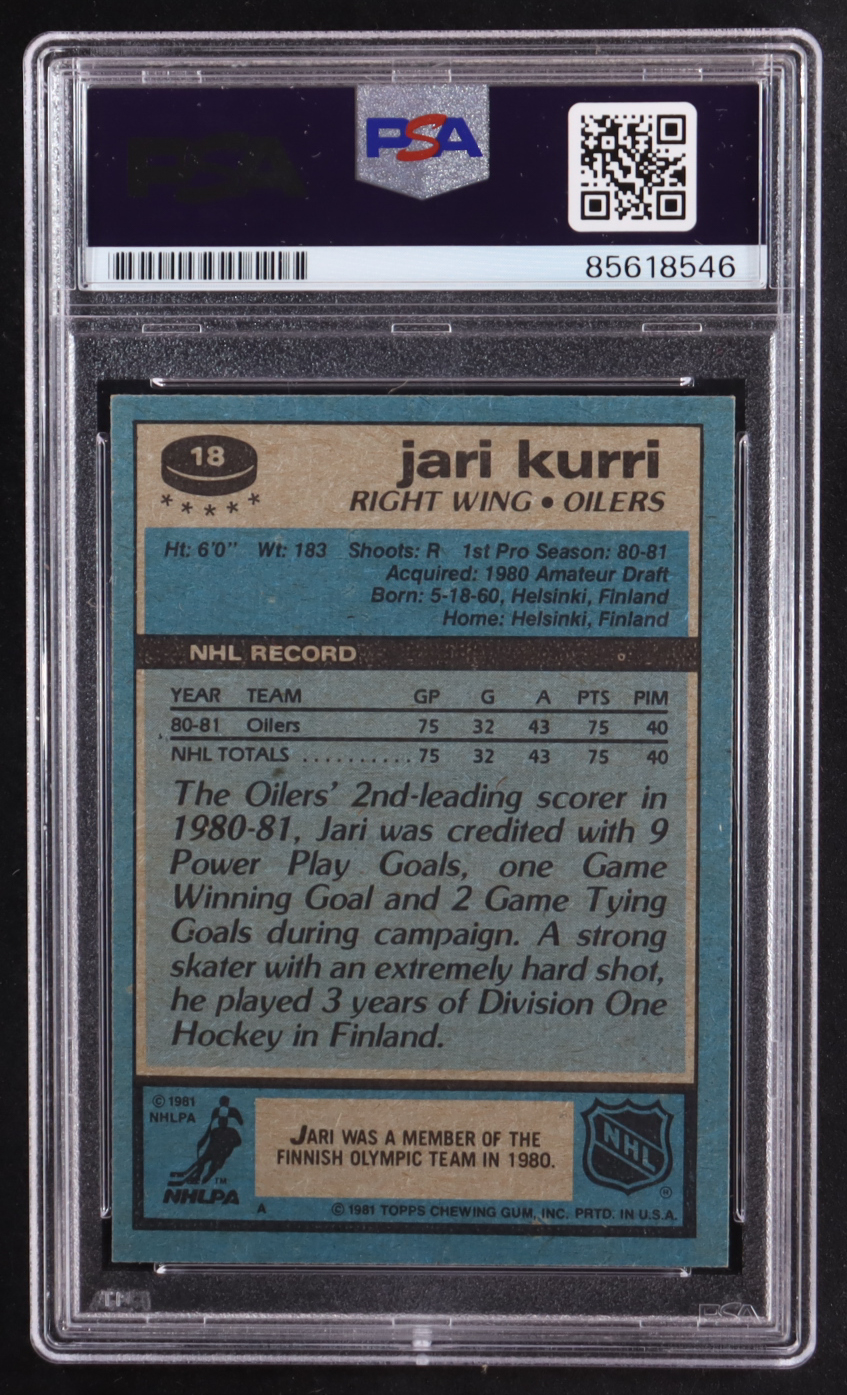 PSA
PSA
85618546
18
jari kurri
RIGHT WING • OILERS
Ht: 6'0" Wt: 183 Shoots: R 1st Pro Season: 80-81
Acquired: 1980 Amateur Draft
Born: 5-18-60, Helsinki, Finland
Home: Helsinki, Finland
NHL RECORD
YEAR TEAM GP G A PTS PIM
80-81 Oilers 75 32 43 75 40
NHL TOTALS .......... 75 32 43 75 40
The Oilers' 2nd-leading scorer in
1980-81, Jari was credited with 9
Power Play Goals, one Game
Winning Goal and 2 Game Tying
Goals during campaign. A strong
skater with an extremely hard shot,
he played 3 years of Division One
Hockey in Finland.
© 1981
NHLPA
JARI WAS A MEMBER OF THE
FINNISH OLYMPIC TEAM IN 1980.
NHL
TM
NHLPA
A
© 1981 TOPPS CHEWING GUM, INC. PRTD. IN U.S.A.
PSA